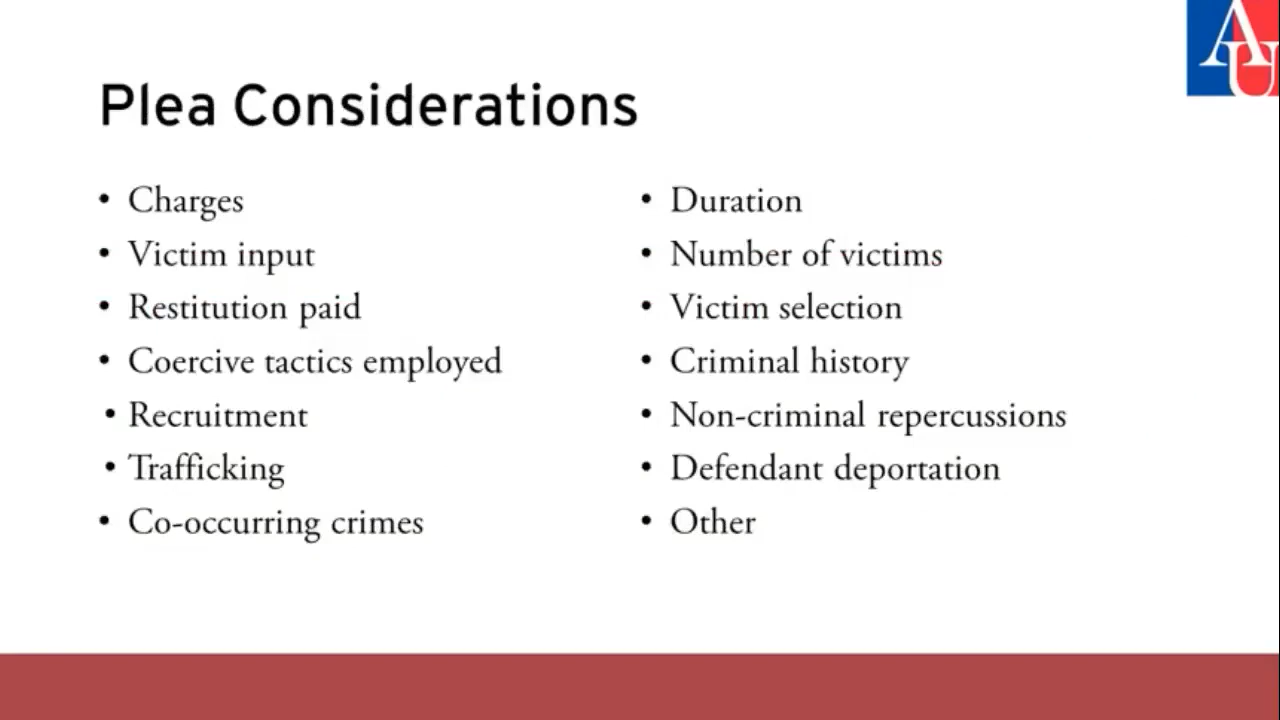 AU
Plea Considerations
• Charges
• Victim input
• Restitution paid
• Coercive tactics employed
• Recruitment
• Trafficking
• Co-occurring crimes
• Duration
• Number of victims
• Victim selection
• Criminal history
• Non-criminal repercussions
• Defendant deportation
• Other